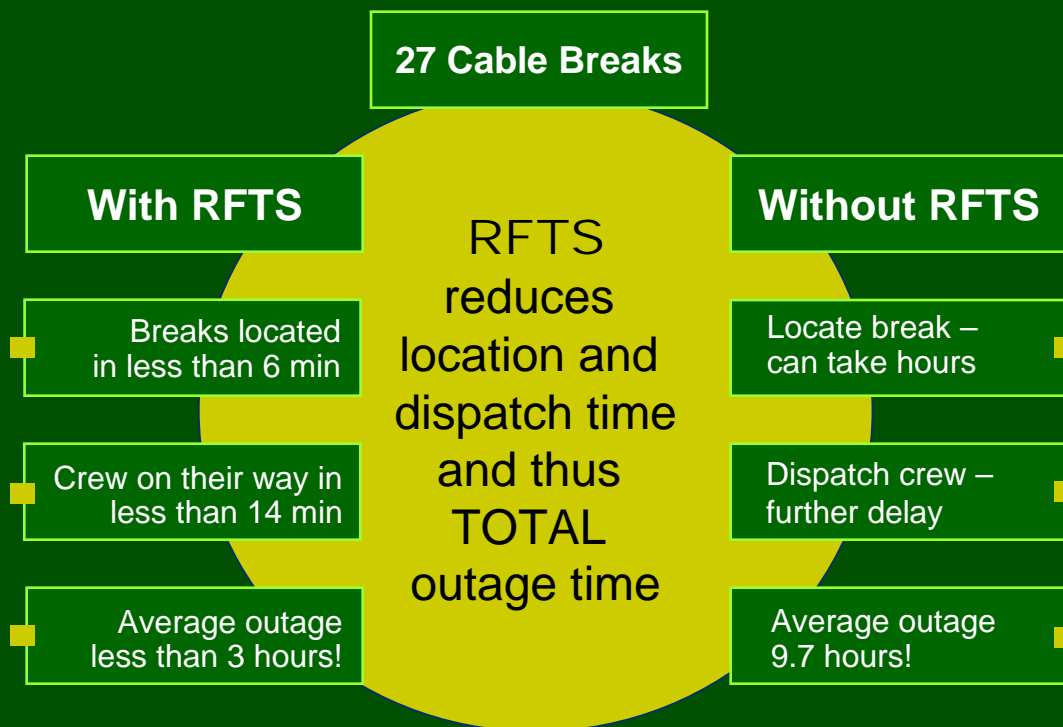 27 Cable Breaks
With RFTS
Breaks located
in less than 6 min
Crew on their way in
less than 14 min
Average outage
less than 3 hours!
RFTS
reduces
location and
dispatch time
and thus
TOTAL
outage time
Without RFTS
Locate break –
can take hours
Dispatch crew –
further delay
Average outage
9.7 hours!